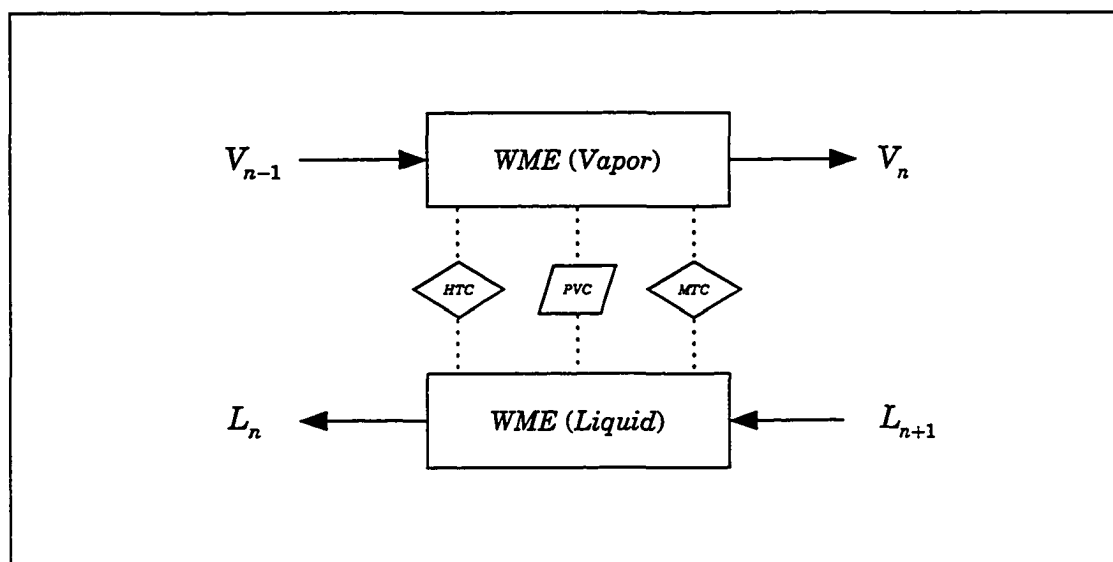 V_{n-1} WME (Vapor) V_n
HTC PVC MTC
L_n WME (Liquid) L_{n+1}